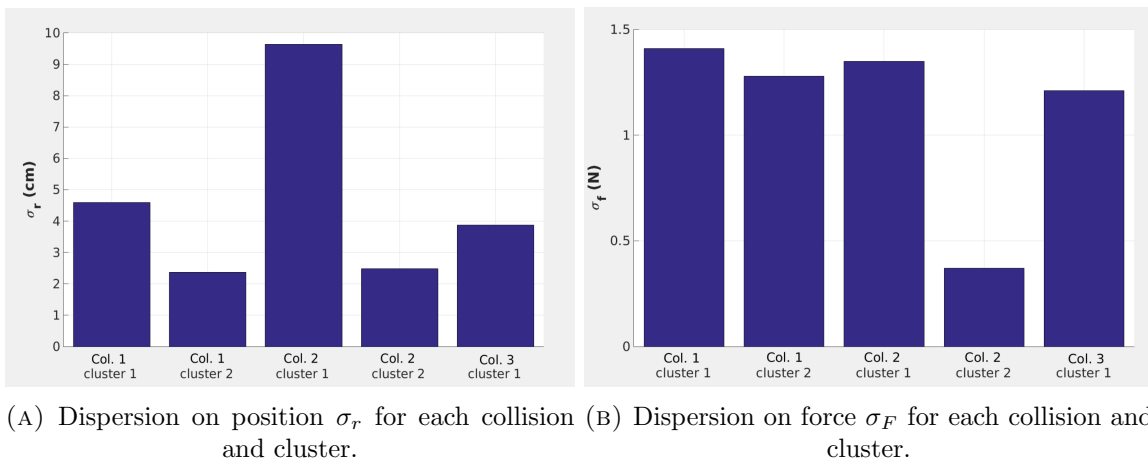 10
9
8
7
6
5
4
3
2
1
0
σr (cm)
Col. 1 Col. 1 Col. 2 Col. 2 Col. 3
cluster 1 cluster 2 cluster 1 cluster 2 cluster 1
1.5
1
0.5
0
σf (N)
Col. 1 Col. 1 Col. 2 Col. 2 Col. 3
cluster 1 cluster 2 cluster 1 cluster 2 cluster 1
(A) Dispersion on position σr for each collision
and cluster.
(B) Dispersion on force σF for each collision and
cluster.